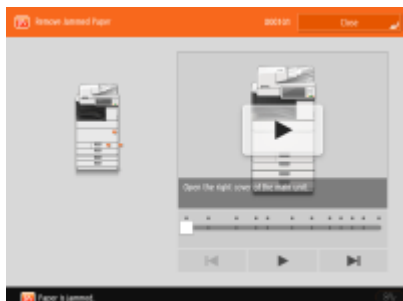 Remove Jammed Paper
Close
Open the right cover of the main unit.
Paper is jammed.